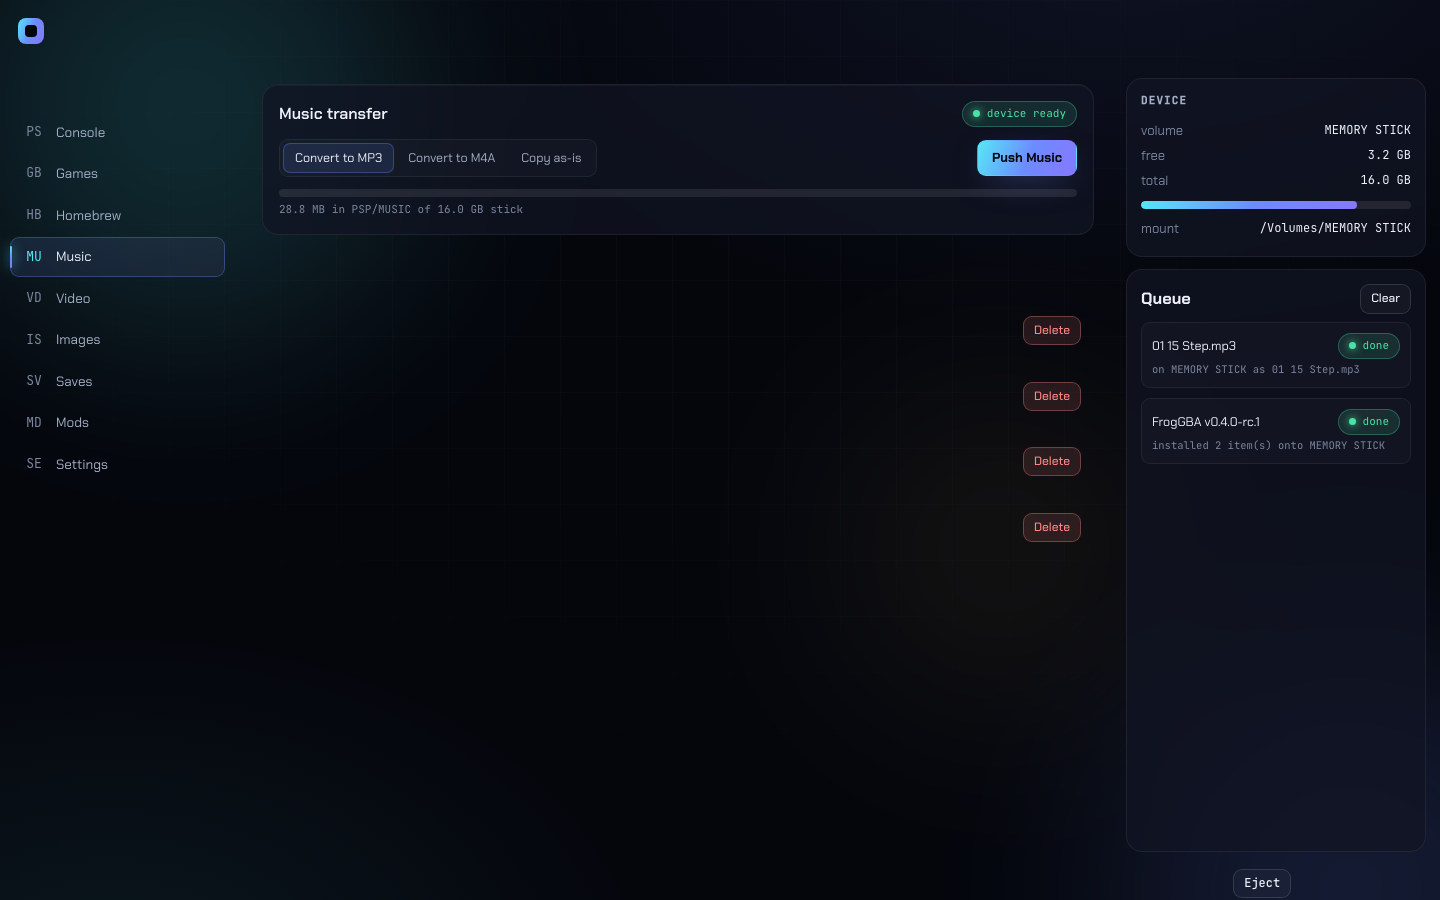 PS Console
GB Games
HB Homebrew
MU Music
VD Video
IS Images
SV Saves
MD Mods
SE Settings
Music transfer
device ready
Convert to MP3 Convert to M4A Copy as-is
Push Music
28.8 MB in PSP/MUSIC of 16.0 GB stick
Delete
Delete
Delete
Delete
DEVICE
volume MEMORY STICK
free 3.2 GB
total 16.0 GB
mount /Volumes/MEMORY STICK
Queue Clear
01 15 Step.mp3 done
on MEMORY STICK as 01 15 Step.mp3
FrogGBA v0.4.0-rc.1 done
installed 2 item(s) onto MEMORY STICK
Eject